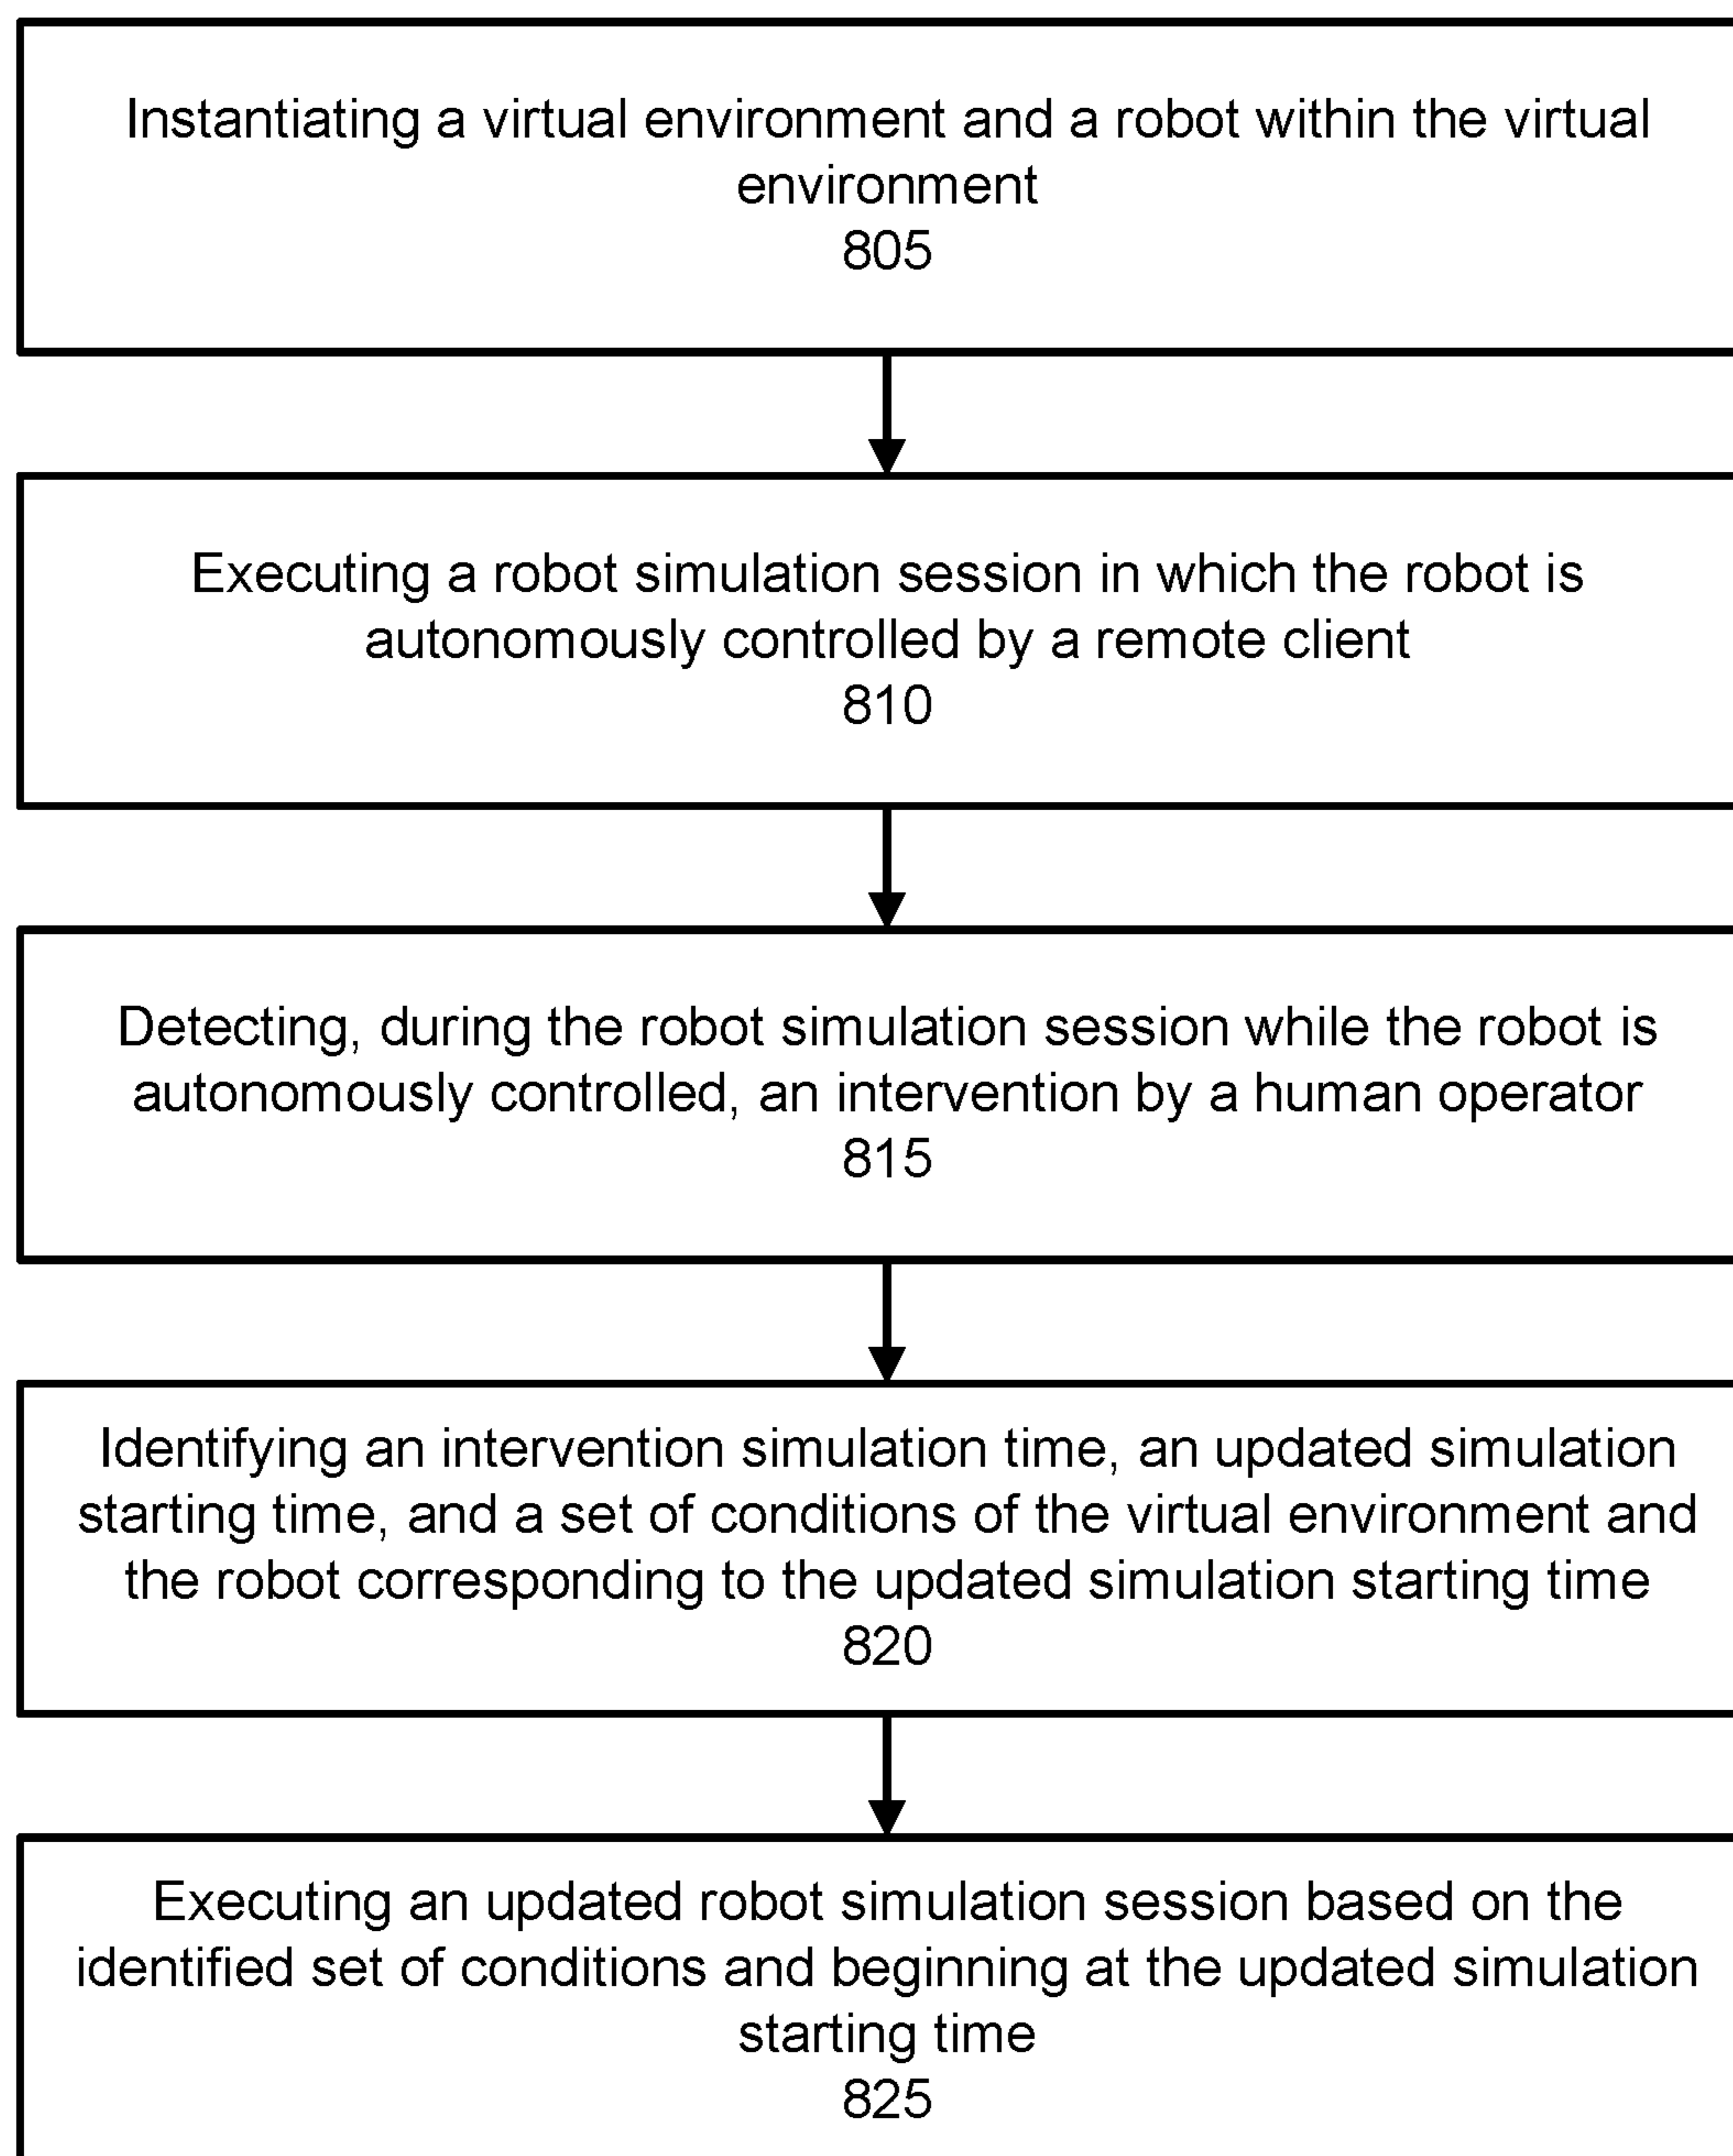 Instantiating a virtual environment and a robot within the virtual
environment
805
Executing a robot simulation session in which the robot is
autonomously controlled by a remote client
810
Detecting, during the robot simulation session while the robot is
autonomously controlled, an intervention by a human operator
815
Identifying an intervention simulation time, an updated simulation
starting time, and a set of conditions of the virtual environment and
the robot corresponding to the updated simulation starting time
820
Executing an updated robot simulation session based on the
identified set of conditions and beginning at the updated simulation
starting time
825